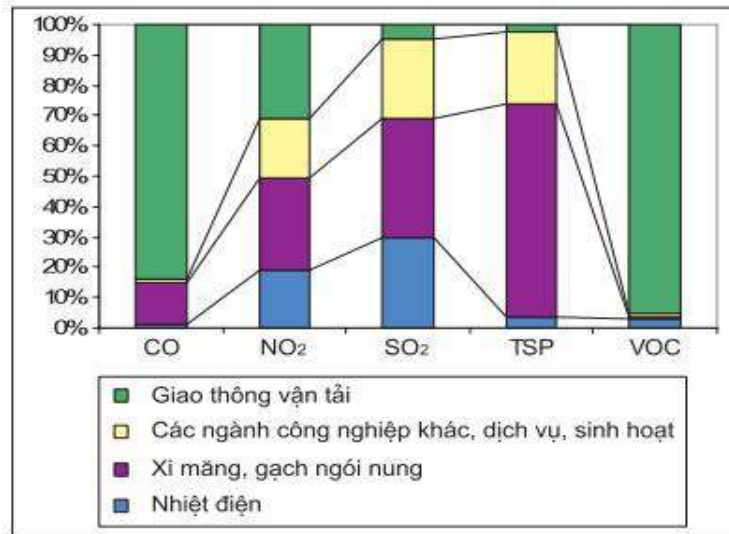 100%
90%
80%
70%
60%
50%
40%
30%
20%
10%
0%
CO NO₂ SO₂ TSP VOC
Giao thông vận tải
Các ngành công nghiệp khác, dịch vụ, sinh hoạt
Xi măng, gạch ngói nung
Nhiệt điện